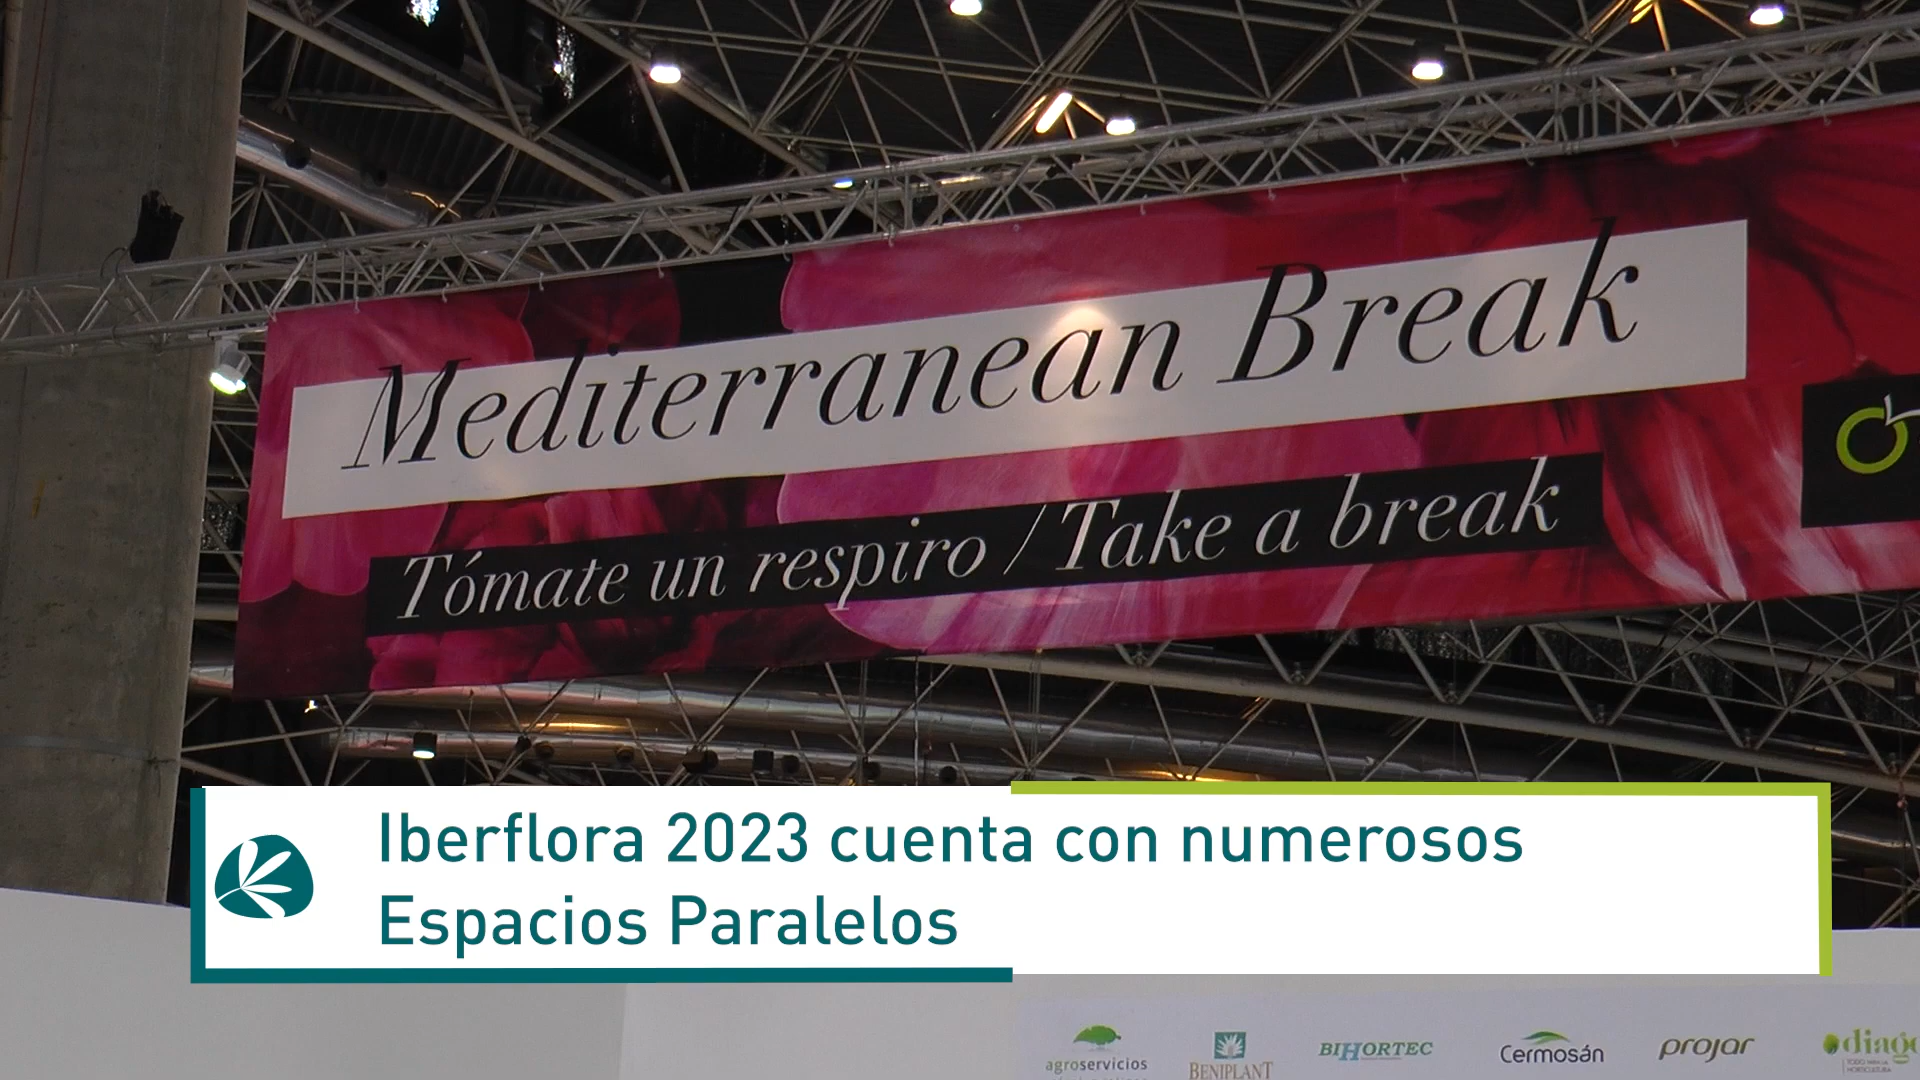 Mediterranean Break
Tómate un respiro / Take a break
Iberflora 2023 cuenta con numerosos
Espacios Paralelos
agroservicios
BENIPLANT
BIHORTEC
Cermosán
projar